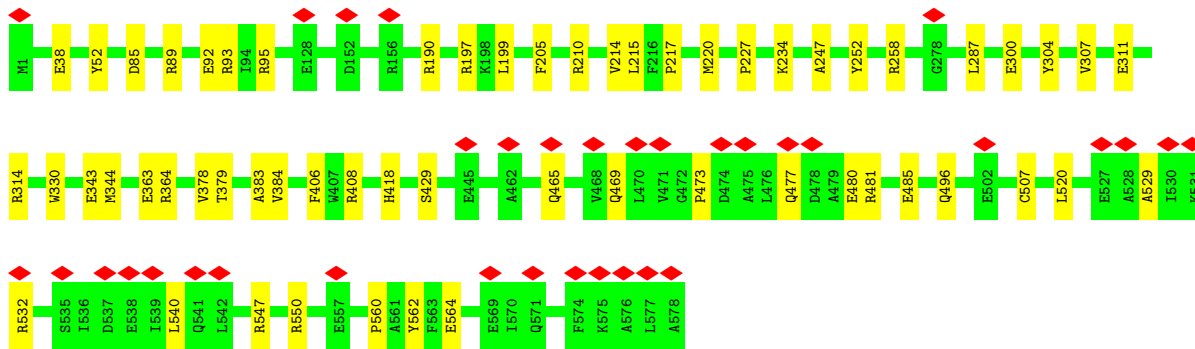 M1 E38 Y52 D85 R89 E92 R93 I94 R95 E128 D152 R156 R190 R197 K198 L199 F205 R210 V214 L215 F216 P217 M220 P227 K234 A247 Y252 R258 G278 L287 E300 Y304 V307 E311
R314 W330 E343 M344 E363 R364 V378 T379 A383 V384 F406 W407 R408 H418 S429 E445 A462 Q465 V468 Q469 L470 V471 G472 P473 D474 A475 L476 Q477 D478 A479 E480 R481 E485 Q496 E502 C507 L520 E527 A528 A529 I530 K531
R532 S535 I536 D537 E538 I539 L540 Q541 L542 R547 R550 E557 P560 A561 Y562 F563 E564 E569 I570 Q571 F574 K575 A576 L577 A578